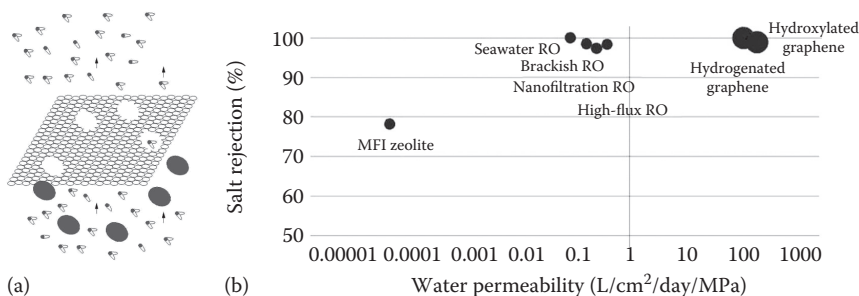 (a)
(b)
Salt rejection (%)
100
90
80
70
60
50
Seawater RO
Brackish RO
Nanofiltration RO
High-flux RO
MFI zeolite
Hydroxylated
graphene
Hydrogenated
graphene
0.00001 0.0001 0.001 0.01 0.1 1 10 100 1000
Water permeability (L/cm²/day/MPa)